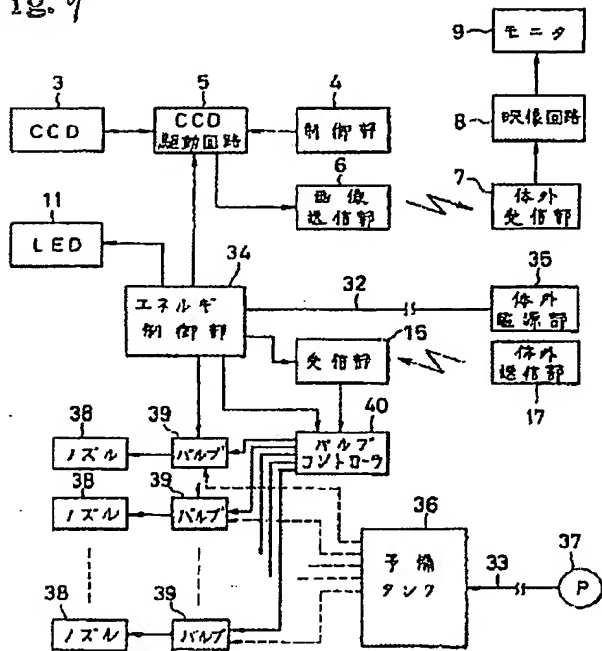 Fig. 9
9
モニタ
3
CCD
5
CCD
駆動回路
4
制御部
8
映像回路
6
画像
送信部
7
体外
受信部
11
LED
34
エネルギ
制御部
32
35
体外
電源部
15
受信部
体外
送信部
17
38
ノズル
39
バルブ
40
バルブ
コントローラ
38
ノズル
39
バルブ
36
予備
タンク
33
37
P
38
ノズル
39
バルブ